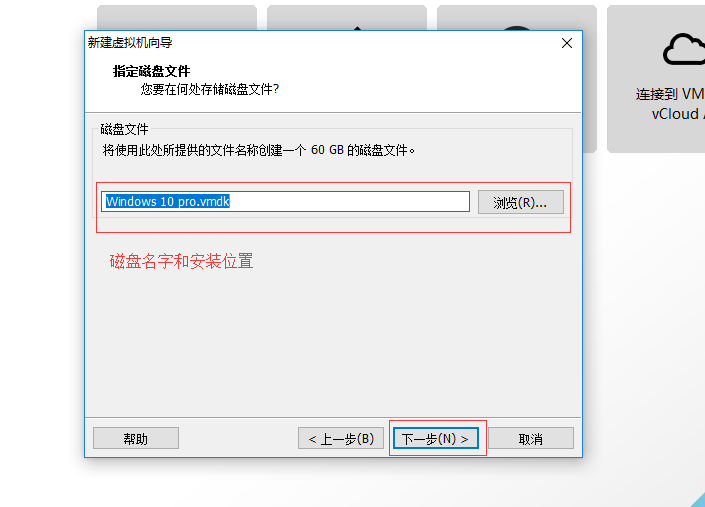 新建虚拟机向导
指定磁盘文件
您要在何处存储磁盘文件?
连接到 VM
vCloud A
磁盘文件
将使用此处所提供的文件名称创建一个 60 GB 的磁盘文件。
Windows 10 pro.vmdk
浏览(R)...
磁盘名字和安装位置
帮助
< 上一步(B)
下一步(N) >
取消